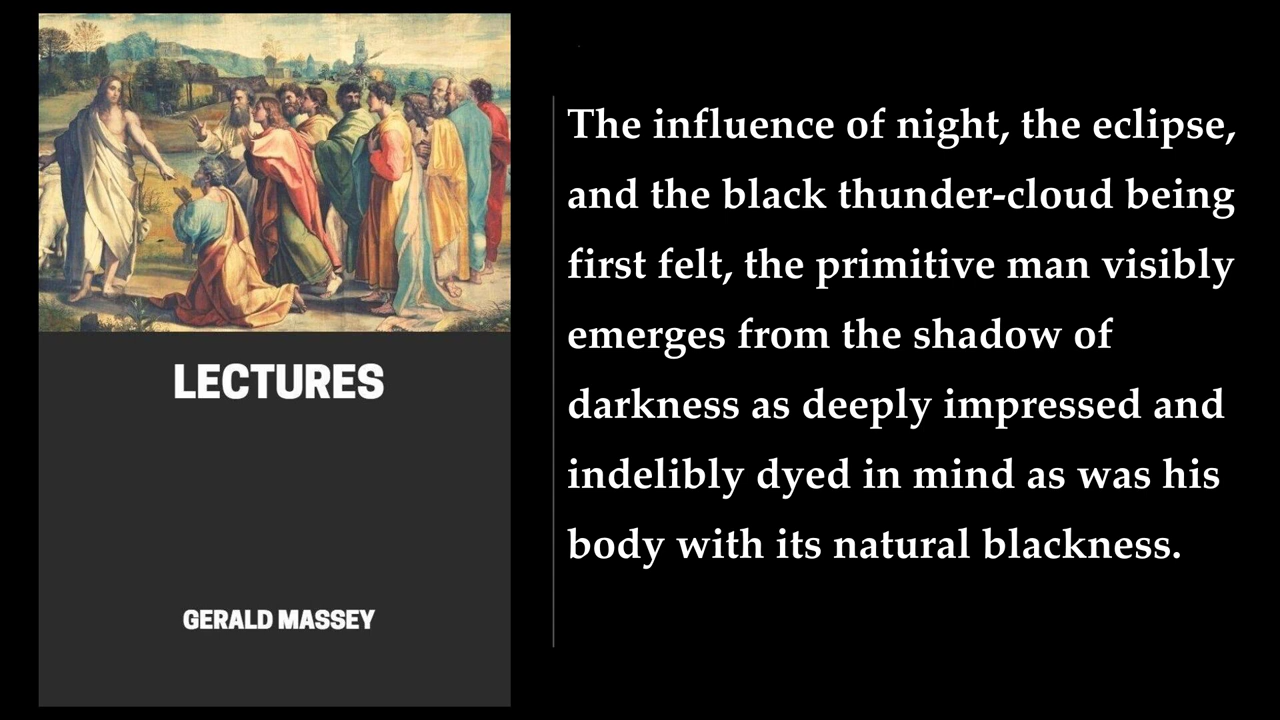 LECTURES
GERALD MASSEY
The influence of night, the eclipse,
and the black thunder-cloud being
first felt, the primitive man visibly
emerges from the shadow of
darkness as deeply impressed and
indelibly dyed in mind as was his
body with its natural blackness.